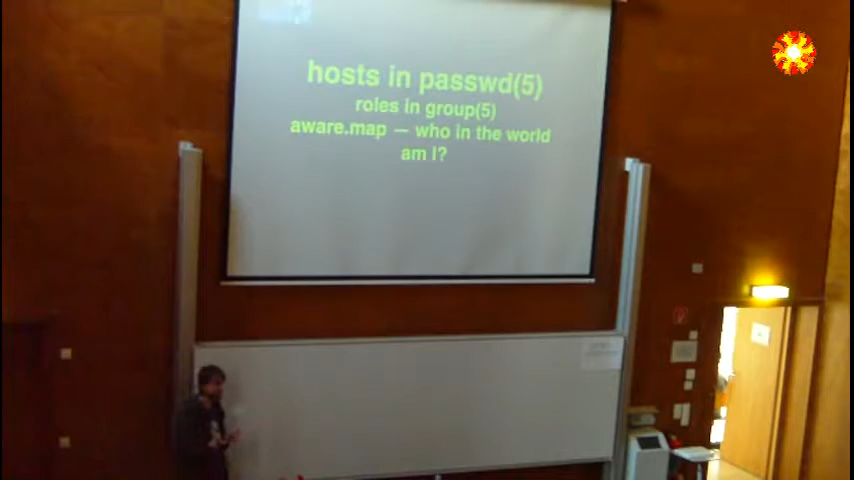 hosts in passwd(5)
roles in group(5)
aware.map — who in the world
am I?